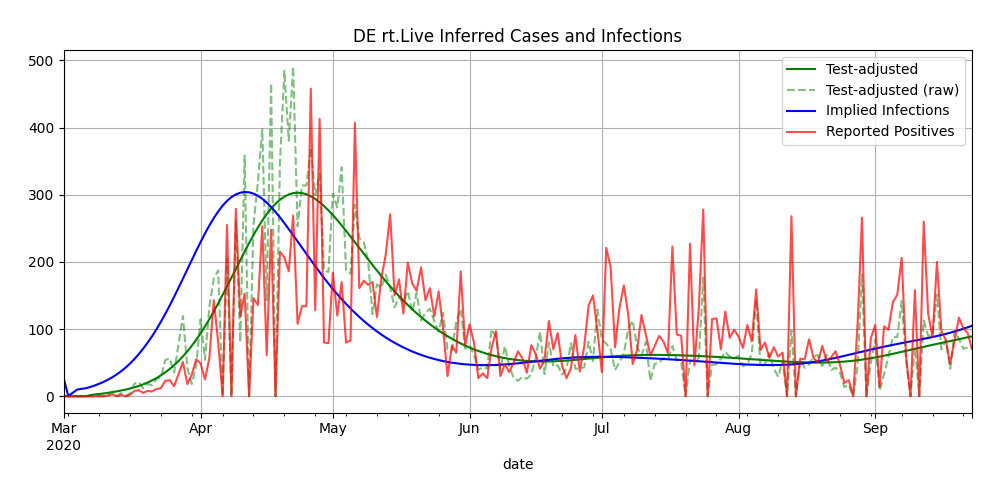 DE rt.Live Inferred Cases and Infections
500
400
300
200
100
0
Test-adjusted
Test-adjusted (raw)
Implied Infections
Reported Positives
Mar Apr May Jun Jul Aug Sep
2020
date